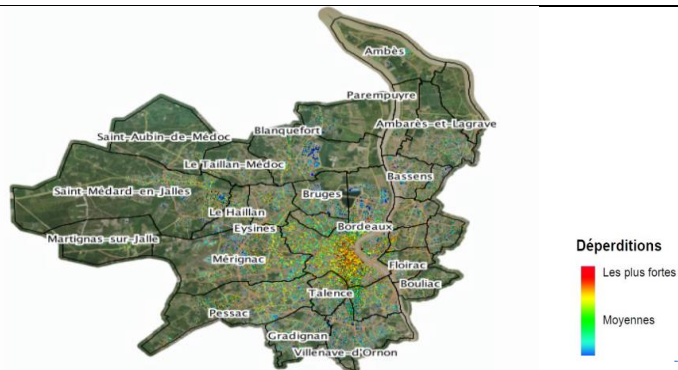 Ambès
Parempuyre
Ambarès-et-Lagrave
Blanquefort
Saint-Aubin-de-Médoc
Le Taillan-Médoc
Bassens
Saint-Médard-en-Jalles
Bruges
Le Haillan
Eysines
Bordeaux
Martignas-sur-Jalle
Mérignac
Floirac
Bouliac
Talence
Pessac
Gradignan
Villenave-d'Ornon
Déperditions
Les plus fortes
Moyennes